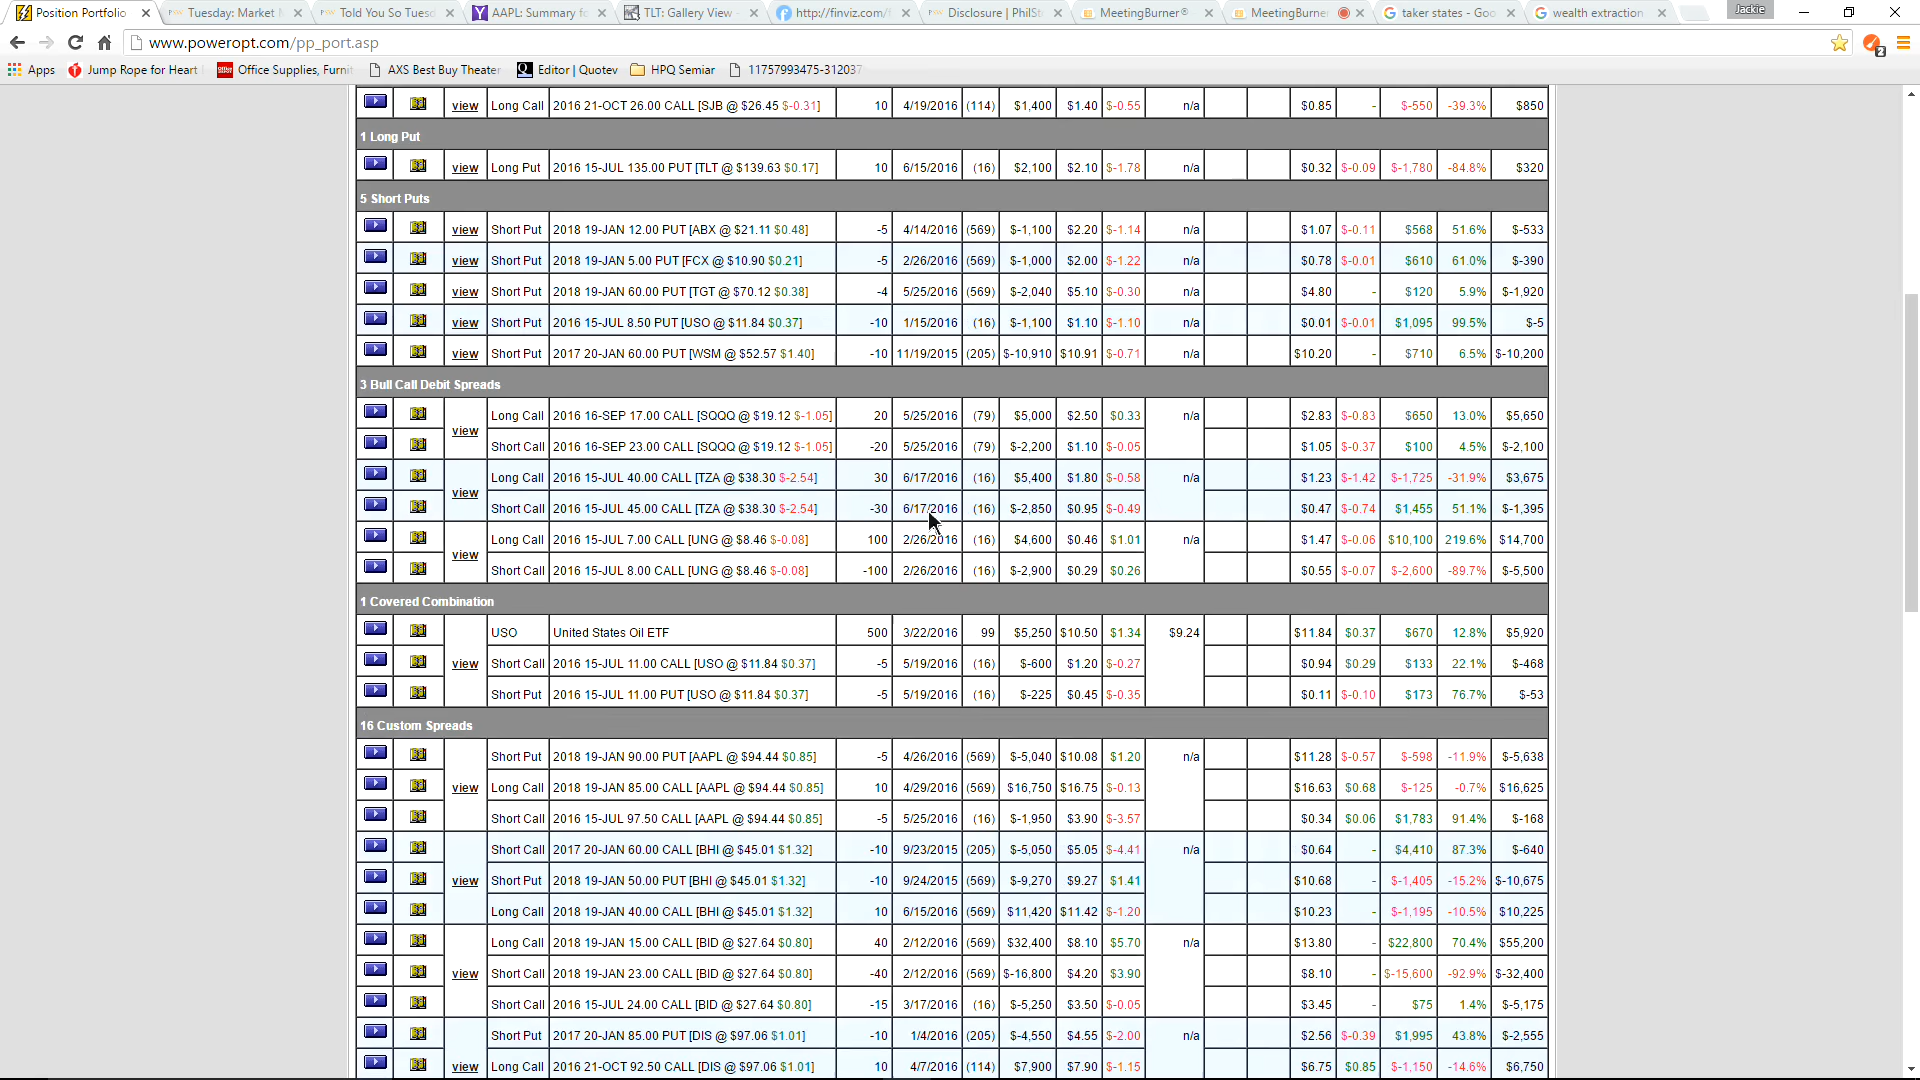 Position Portfolio
Tuesday: Market
Told You So Tuesd
AAPL: Summary fo
TLT: Gallery View
http://finviz.com/f
Disclosure | PhilSt
MeetingBurner®
MeetingBurne
taker states - Goo
wealth extraction
Jackie
www.poweropt.com/pp_port.asp
2
Apps
Jump Rope for Heart
Office Supplies, Furnit
AXS Best Buy Theater
Editor | Quotev
HPQ Semiar
11757993475-312037
view Long Call 2016 21-OCT 26.00 CALL [SJB @ $26.45 $-0.31] 10 4/19/2016 (114) $1,400 $1.40 $-0.55 n/a $0.85 - $-550 -39.3% $850
1 Long Put
view Long Put 2016 15-JUL 135.00 PUT [TLT @ $139.63 $0.17] 10 6/15/2016 (16) $2,100 $2.10 $-1.78 n/a $0.32 $-0.09 $-1,780 -84.8% $320
5 Short Puts
view Short Put 2018 19-JAN 12.00 PUT [ABX @ $21.11 $0.48] -5 4/14/2016 (569) $-1,100 $2.20 $-1.14 n/a $1.07 $-0.11 $568 51.6% $-533
view Short Put 2018 19-JAN 5.00 PUT [FCX @ $10.90 $0.21] -5 2/26/2016 (569) $-1,000 $2.00 $-1.22 n/a $0.78 $-0.01 $610 61.0% $-390
view Short Put 2018 19-JAN 60.00 PUT [TGT @ $70.12 $0.38] -4 5/25/2016 (569) $-2,040 $5.10 $-0.30 n/a $4.80 - $120 5.9% $-1,920
view Short Put 2016 15-JUL 8.50 PUT [USO @ $11.84 $0.37] -10 1/15/2016 (16) $-1,100 $1.10 $-1.10 n/a $0.01 $-0.01 $1,095 99.5% $-5
view Short Put 2017 20-JAN 60.00 PUT [WSM @ $52.57 $1.40] -10 11/19/2015 (205) $-10,910 $10.91 $-0.71 n/a $10.20 - $710 6.5% $-10,200
3 Bull Call Debit Spreads
view Long Call 2016 16-SEP 17.00 CALL [SQQQ @ $19.12 $-1.05] 20 5/25/2016 (79) $5,000 $2.50 $0.33 n/a $2.83 $-0.83 $650 13.0% $5,650
Short Call 2016 16-SEP 23.00 CALL [SQQQ @ $19.12 $-1.05] -20 5/25/2016 (79) $-2,200 $1.10 $-0.05 $1.05 $-0.37 $100 4.5% $-2,100
view Long Call 2016 15-JUL 40.00 CALL [TZA @ $38.30 $-2.54] 30 6/17/2016 (16) $5,400 $1.80 $-0.58 n/a $1.23 $-1.42 $-1,725 -31.9% $3,675
Short Call 2016 15-JUL 45.00 CALL [TZA @ $38.30 $-2.54] -30 6/17/2016 (16) $-2,850 $0.95 $-0.49 $0.47 $-0.74 $1,455 51.1% $-1,395
view Long Call 2016 15-JUL 7.00 CALL [UNG @ $8.46 $-0.08] 100 2/26/2016 (16) $4,600 $0.46 $1.01 n/a $1.47 $-0.06 $10,100 219.6% $14,700
Short Call 2016 15-JUL 8.00 CALL [UNG @ $8.46 $-0.08] -100 2/26/2016 (16) $-2,900 $0.29 $0.26 $0.55 $-0.07 $-2,600 -89.7% $-5,500
1 Covered Combination
USO United States Oil ETF 500 3/22/2016 99 $5,250 $10.50 $1.34 $9.24 $11.84 $0.37 $670 12.8% $5,920
view Short Call 2016 15-JUL 11.00 CALL [USO @ $11.84 $0.37] -5 5/19/2016 (16) $-600 $1.20 $-0.27 $0.94 $0.29 $133 22.1% $-468
Short Put 2016 15-JUL 11.00 PUT [USO @ $11.84 $0.37] -5 5/19/2016 (16) $-225 $0.45 $-0.35 $0.11 $-0.10 $173 76.7% $-53
16 Custom Spreads
Short Put 2018 19-JAN 90.00 PUT [AAPL @ $94.44 $0.85] -5 4/26/2016 (569) $-5,040 $10.08 $1.20 n/a $11.28 $-0.57 $-598 -11.9% $-5,638
view Long Call 2018 19-JAN 85.00 CALL [AAPL @ $94.44 $0.85] 10 4/29/2016 (569) $16,750 $16.75 $-0.13 $16.63 $0.68 $-125 -0.7% $16,625
Short Call 2016 15-JUL 97.50 CALL [AAPL @ $94.44 $0.85] -5 5/25/2016 (16) $-1,950 $3.90 $-3.57 $0.34 $0.06 $1,783 91.4% $-168
Short Call 2017 20-JAN 60.00 CALL [BHI @ $45.01 $1.32] -10 9/23/2015 (205) $-5,050 $5.05 $-4.41 n/a $0.64 - $4,410 87.3% $-640
view Short Put 2018 19-JAN 50.00 PUT [BHI @ $45.01 $1.32] -10 9/24/2015 (569) $-9,270 $9.27 $1.41 $10.68 - $-1,405 -15.2% $-10,675
Long Call 2018 19-JAN 40.00 CALL [BHI @ $45.01 $1.32] 10 6/15/2016 (569) $11,420 $11.42 $-1.20 $10.23 - $-1,195 -10.5% $10,225
Long Call 2018 19-JAN 15.00 CALL [BID @ $27.64 $0.80] 40 2/12/2016 (569) $32,400 $8.10 $5.70 n/a $13.80 - $22,800 70.4% $55,200
view Short Call 2018 19-JAN 23.00 CALL [BID @ $27.64 $0.80] -40 2/12/2016 (569) $-16,800 $4.20 $3.90 $8.10 - $-15,600 -92.9% $-32,400
Short Call 2016 15-JUL 24.00 CALL [BID @ $27.64 $0.80] -15 3/17/2016 (16) $-5,250 $3.50 $-0.05 $3.45 - $75 1.4% $-5,175
Short Put 2017 20-JAN 85.00 PUT [DIS @ $97.06 $1.01] -10 1/4/2016 (205) $-4,550 $4.55 $-2.00 n/a $2.56 $-0.39 $1,995 43.8% $-2,555
view Long Call 2016 21-OCT 92.50 CALL [DIS @ $97.06 $1.01] 10 4/7/2016 (114) $7,900 $7.90 $-1.15 $6.75 $0.85 $-1,150 -14.6% $6,750